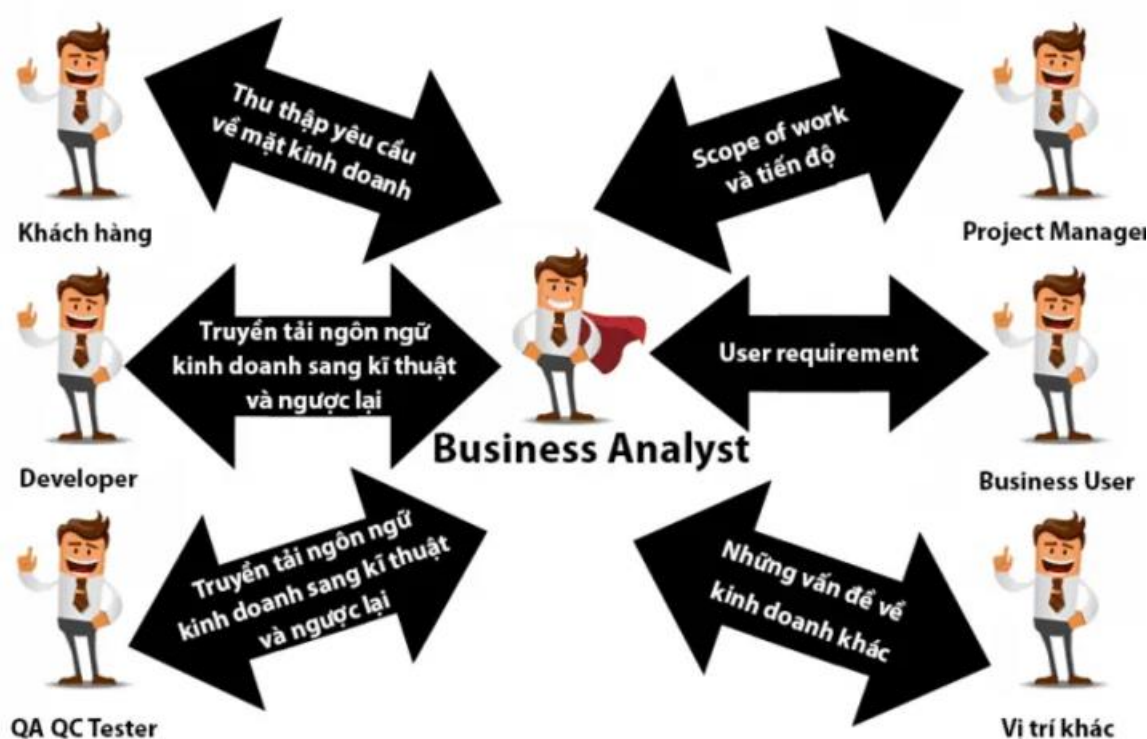 Thu thập yêu cầu
về mặt kinh doanh
Khách hàng
Scope of work
và tiến độ
Project Manager
Truyền tải ngôn ngữ
kinh doanh sang kĩ thuật
và ngược lại
Developer
Business Analyst
User requirement
Business User
Truyền tải ngôn ngữ
kinh doanh sang kĩ thuật
và ngược lại
QA QC Tester
Những vấn đề về
kinh doanh khác
Vị trí khác